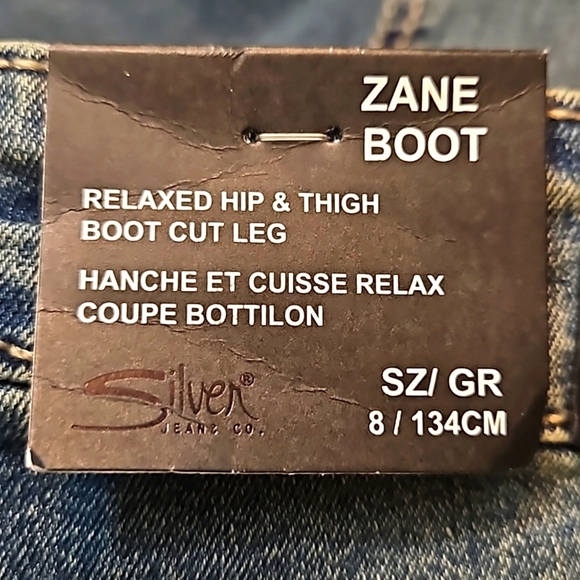 ZANE
BOOT
RELAXED HIP & THIGH
BOOT CUT LEG
HANCHE ET CUISSE RELAX
COUPE BOTTILON
Silver®
JEANS CO.
SZ/ GR
8 / 134CM